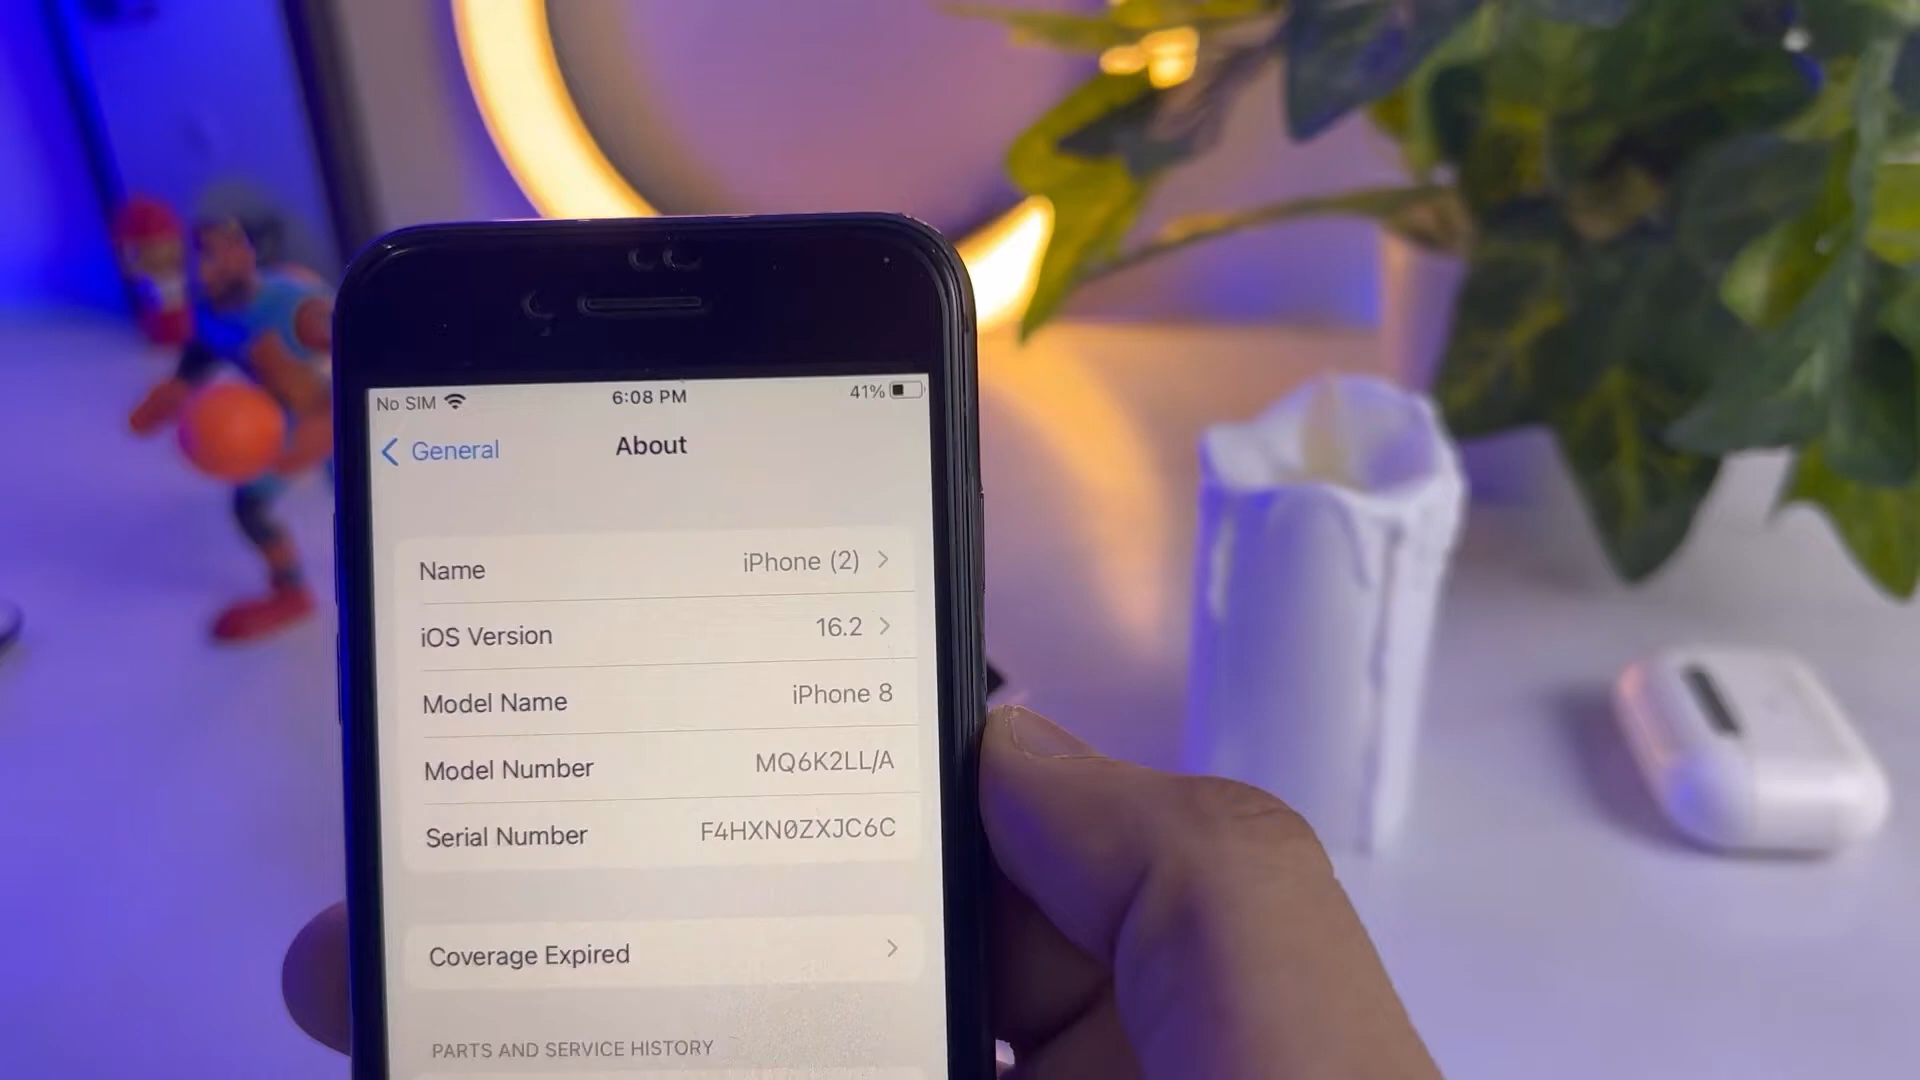 No SIM 6:08 PM 41%
General About
Name iPhone (2)
iOS Version 16.2
Model Name iPhone 8
Model Number MQ6K2LL/A
Serial Number F4HXN0ZXJC6C
Coverage Expired
PARTS AND SERVICE HISTORY